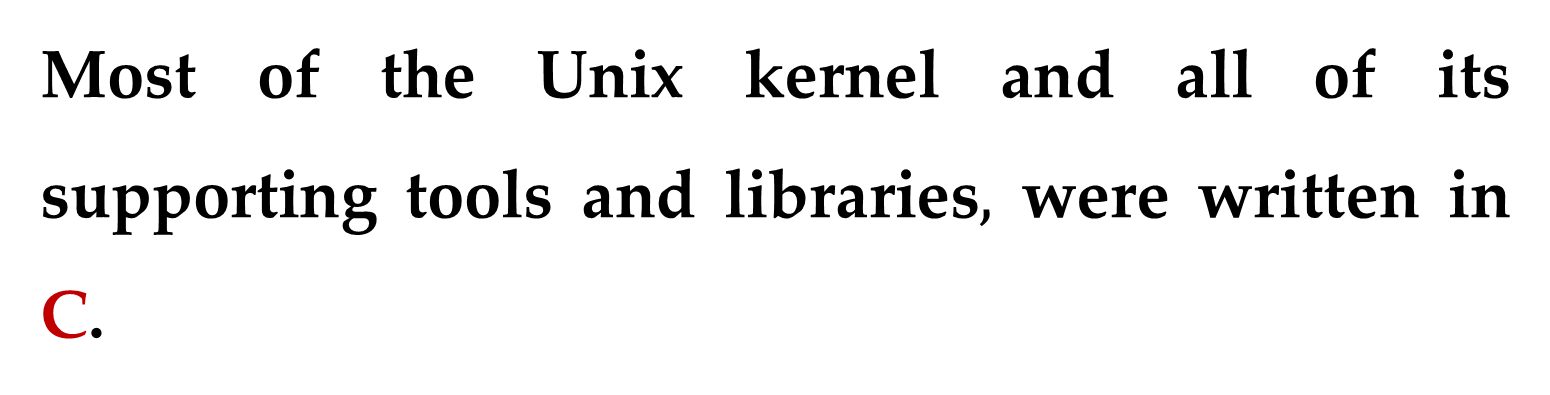 Most of the Unix kernel and all of its
supporting tools and libraries, were written in
C.